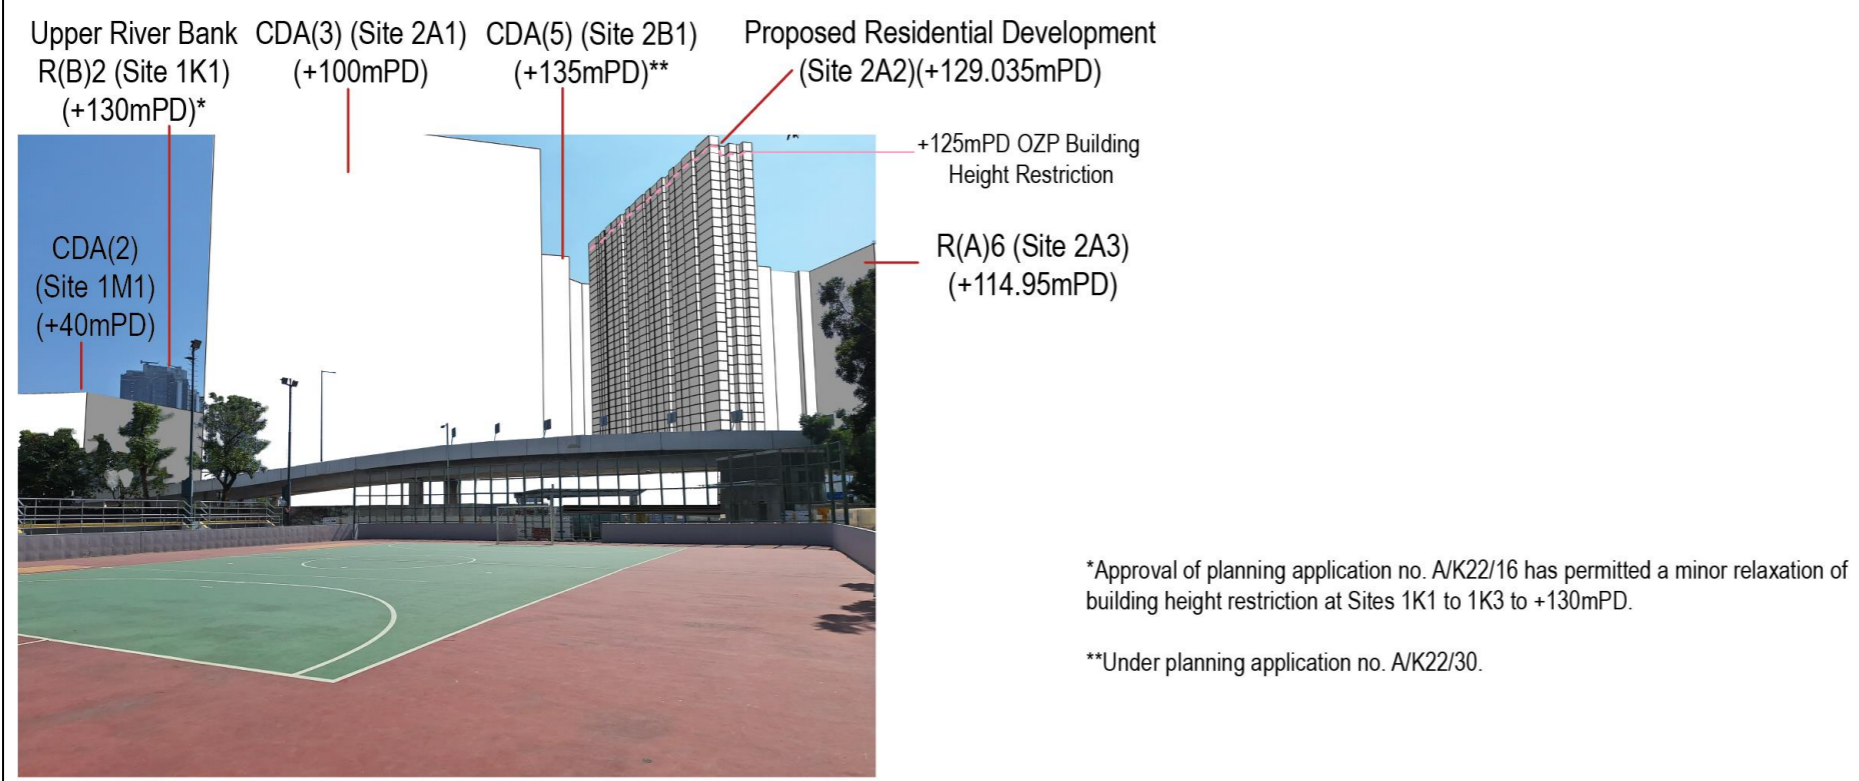 Upper River Bank
R(B)2 (Site 1K1)
(+130mPD)*
CDA(3) (Site 2A1)
(+100mPD)
CDA(5) (Site 2B1)
(+135mPD)**
Proposed Residential Development
(Site 2A2)(+129.035mPD)
+125mPD OZP Building
Height Restriction
CDA(2)
(Site 1M1)
(+40mPD)
R(A)6 (Site 2A3)
(+114.95mPD)
*Approval of planning application no. A/K22/16 has permitted a minor relaxation of
building height restriction at Sites 1K1 to 1K3 to +130mPD.
**Under planning application no. A/K22/30.